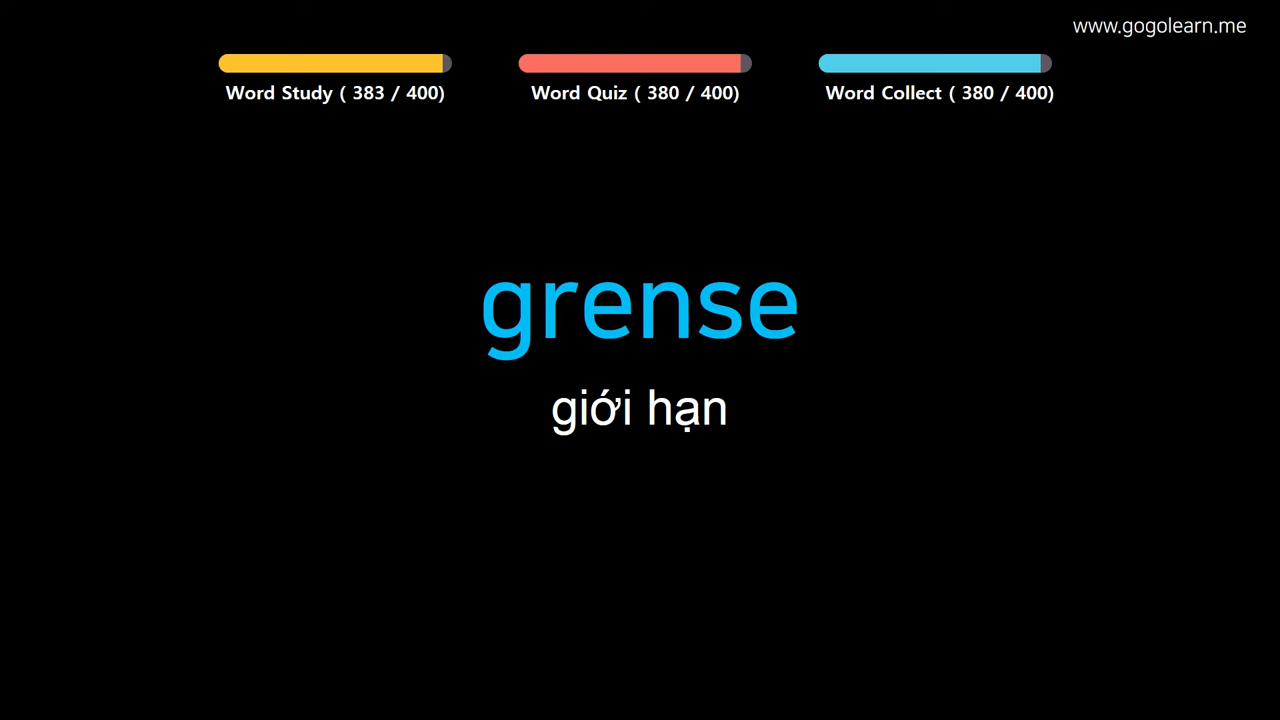 www.gogolearn.me
Word Study ( 383 / 400)
Word Quiz ( 380 / 400)
Word Collect ( 380 / 400)
grense
giới hạn